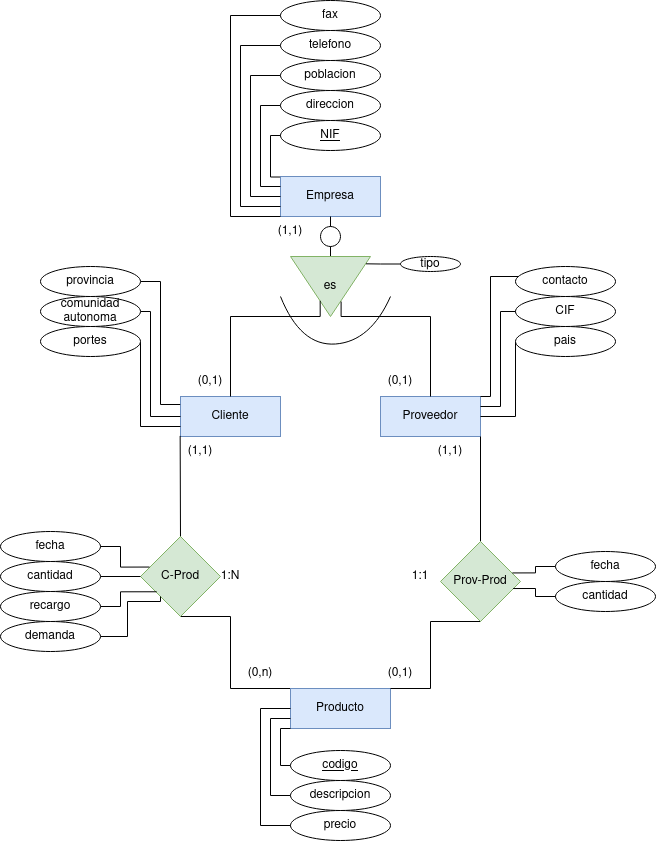 fax
telefono
poblacion
direccion
NIF
Empresa
(1,1)
tipo
es
provincia
comunidad
autonoma
portes
contacto
CIF
pais
(0,1)
(0,1)
Cliente
Proveedor
(1,1)
(1,1)
fecha
cantidad
recargo
demanda
C-Prod
1:N
1:1
Prov-Prod
fecha
cantidad
(0,n)
(0,1)
Producto
codigo
descripcion
precio